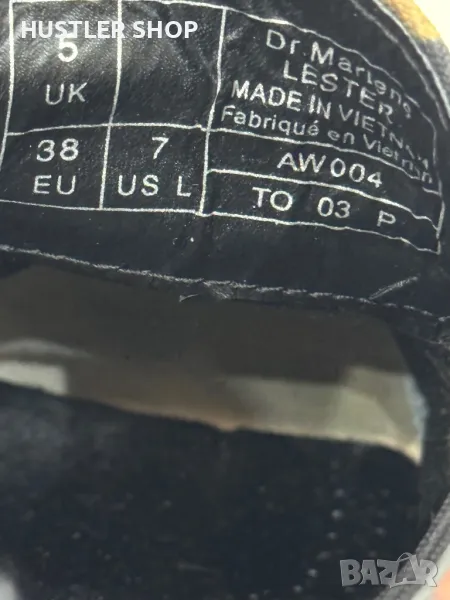 HUSTLER SHOP
5
UK
38
EU
7
US L
Dr. Martens
LESTER
MADE IN VIETNAM
Fabriqué en Vietnam
AW004
TO 03 P
BAZAR